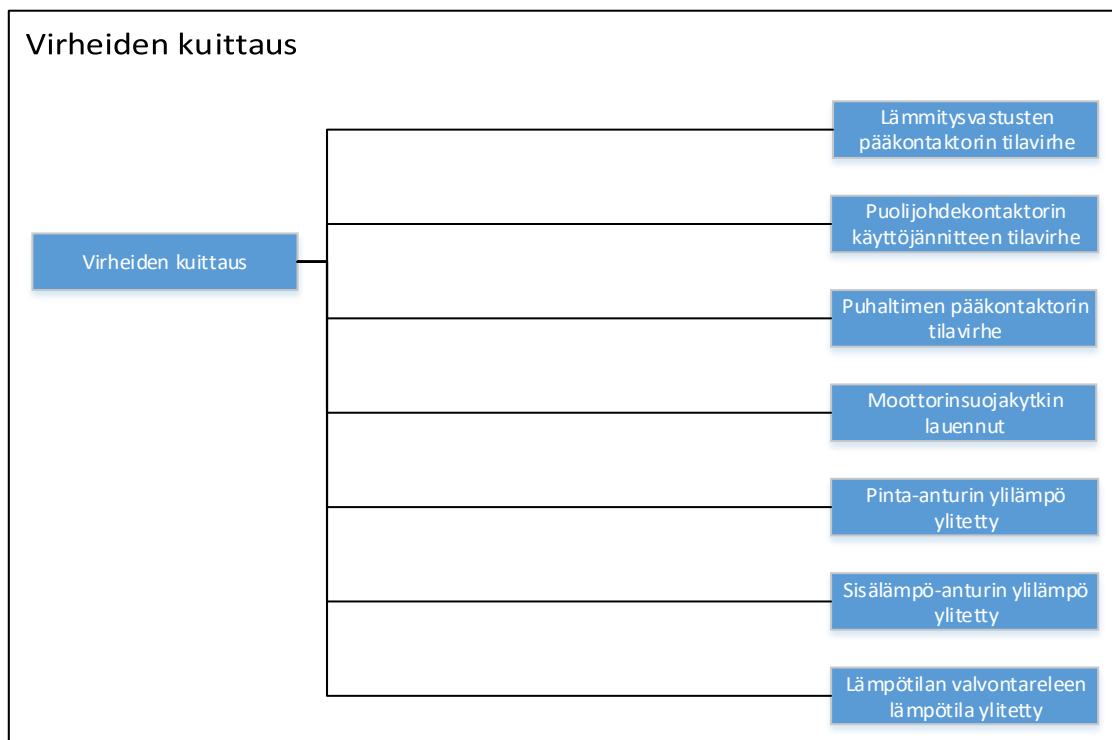 Virheiden kuittaus
Lämmitysvastusten
pääkontaktorin tilavirhe
Puolijohdekontaktorin
käyttöjännitteen tilavirhe
Virheiden kuittaus
Puhaltimen pääkontaktorin
tilavirhe
Moottorinsuojakytkin
lauennut
Pinta-anturin ylilämpö
ylitetty
Sisälämpö-anturin ylilämpö
ylitetty
Lämpötilan valvontareleen
lämpötila ylitetty